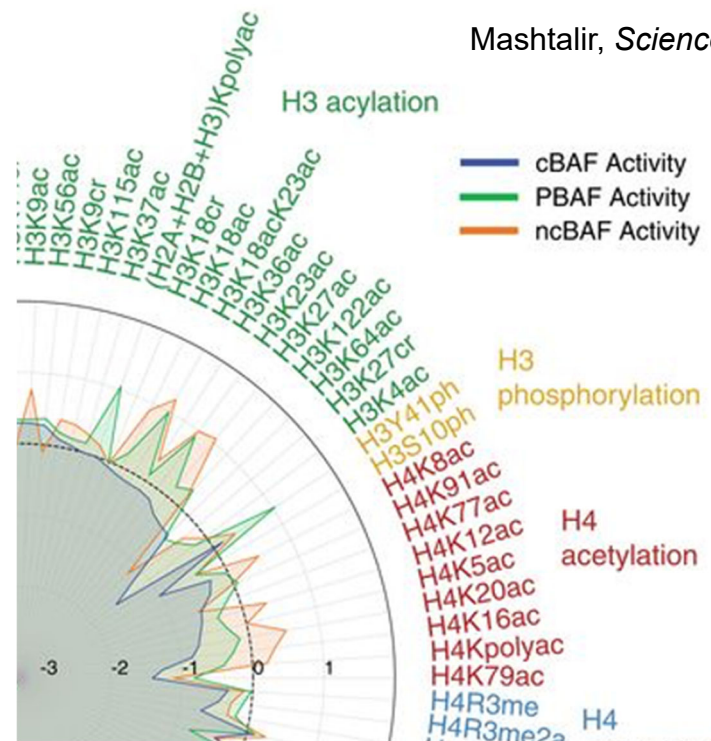 Mashtalir, Scienc
H3 acylation
cBAF Activity
PBAF Activity
ncBAF Activity
H3K9ac
H3K56ac
H3K9cr
H3K115ac
H3K37ac
(H2A+H2B+H3)Kpolyac
H3K18cr
H3K18ac
H3K18acK23ac
H3K36ac
H3K23ac
H3K27ac
H3K122ac
H3K64ac
H3K27cr
H3K4ac
H3
phosphorylation
H3Y41ph
H3S10ph
H4K8ac
H4K91ac
H4K77ac
H4K12ac
H4K5ac
H4K20ac
H4K16ac
H4Kpolyac
H4K79ac
H4
acetylation
-3 -2 -1 0 1
H4R3me
H4R3me2a
H4